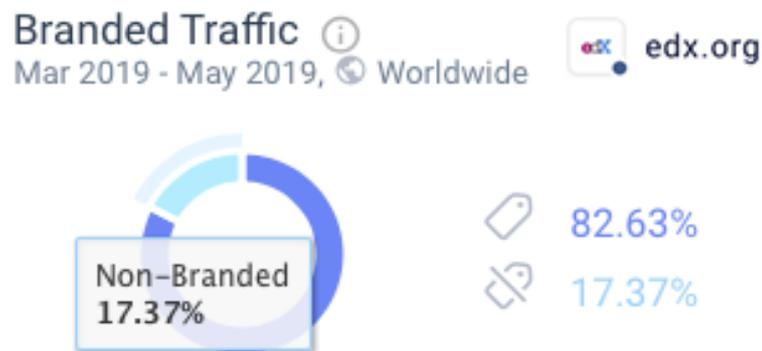 Branded Traffic
Mar 2019 - May 2019, Worldwide
edX edx.org
82.63%
17.37%
Non-Branded
17.37%